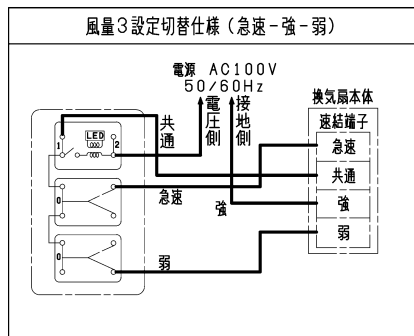 風量3設定切替仕様(急速-強-弱)
電源 AC100V
50/60Hz
電圧側
接地側
換気扇本体
速結端子
急速
共通
強
弱
共通
LED
1
2
0
急速
強
0
弱